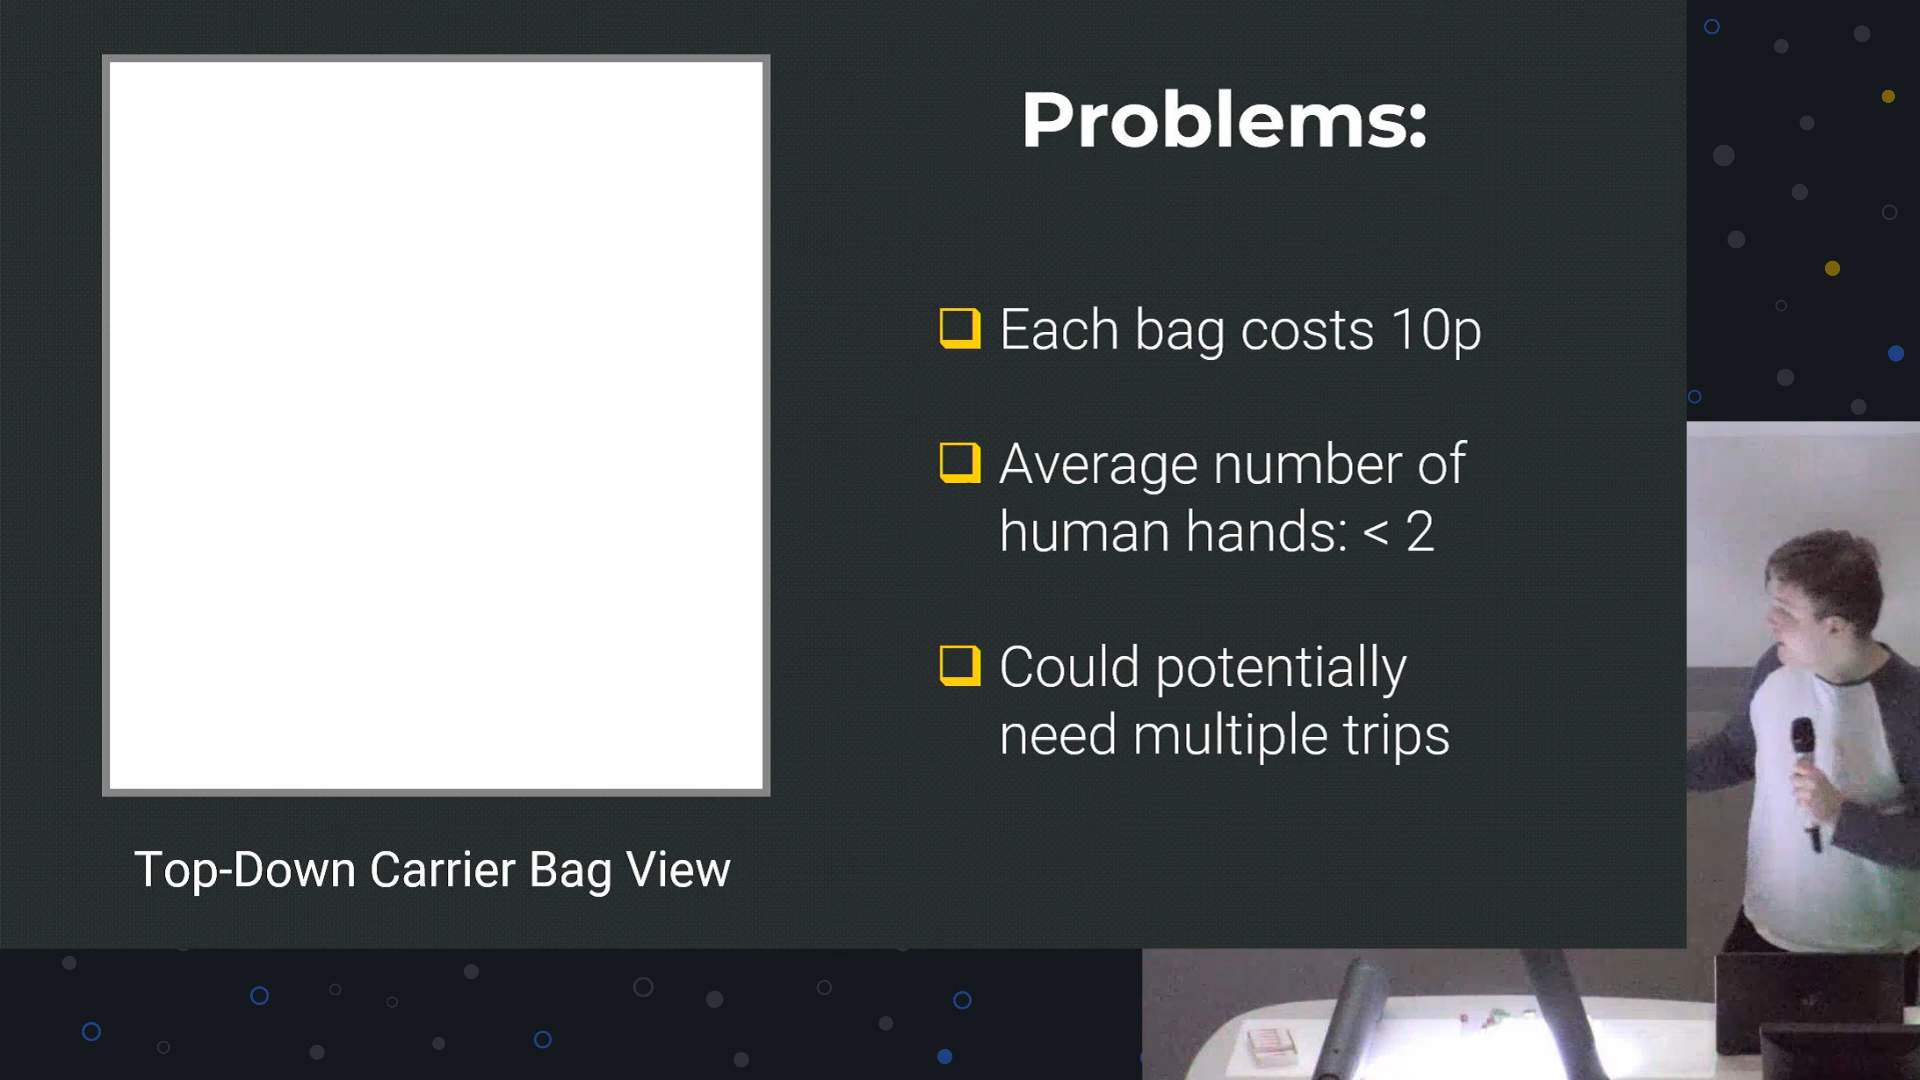 Problems:
Each bag costs 10p
Average number of
human hands: < 2
Could potentially
need multiple trips
Top-Down Carrier Bag View